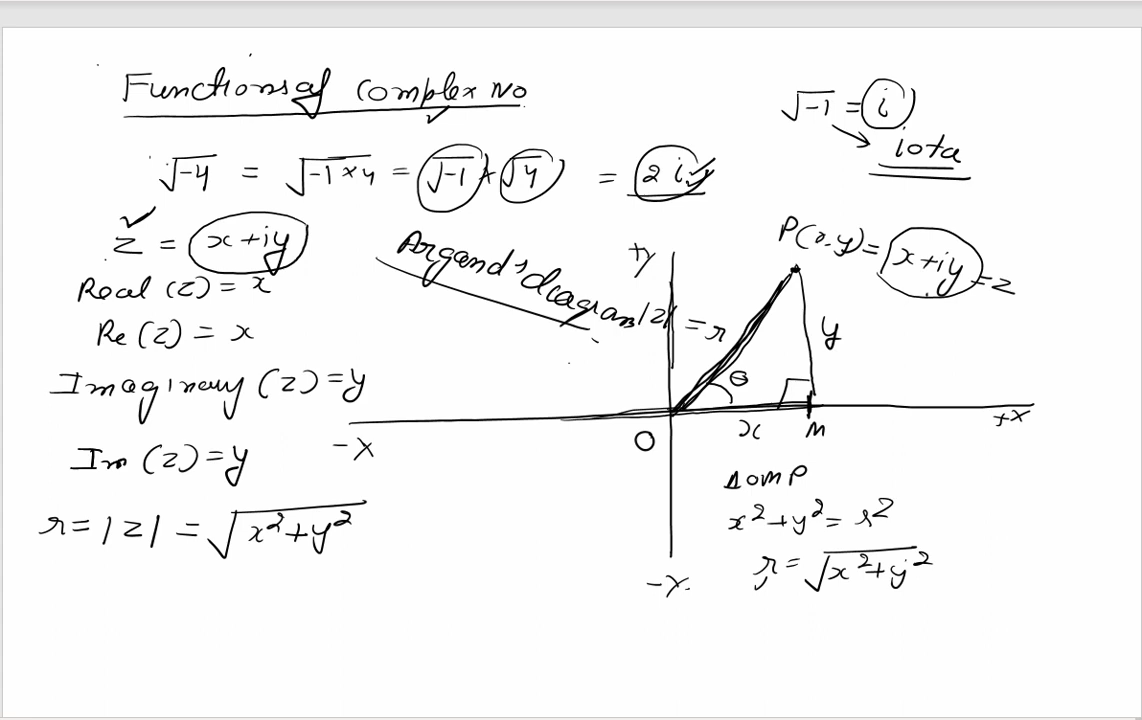 Functions of complex No
√-1 = i
iota
√-4 = √-1×4 = √-1 × √4 = 2i
z = x+iy
Real (z) = x
Re (z) = x
Imaginary (z) = y
Im (z) = y
r = |z| = √x²+y²
Argand's diagram
+y
P(x,y) = x+iy = z
|z| = r
y
θ
-x
O
x
M
+x
Δ OMP
x²+y² = r²
r = √x²+y²
-y